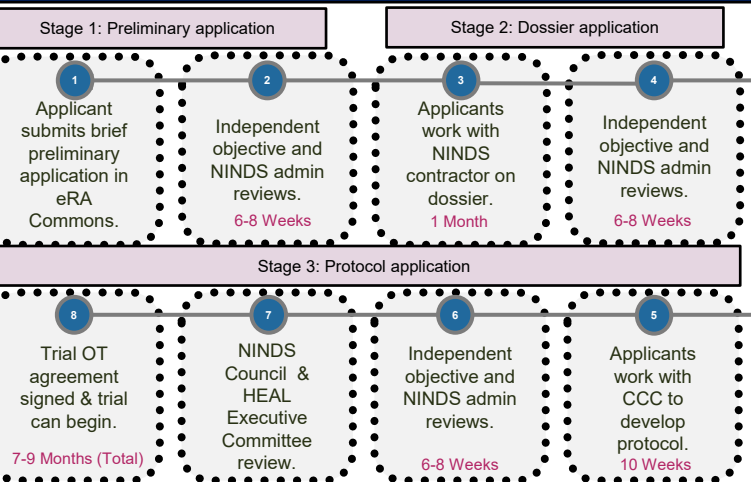 Stage 1: Preliminary application
Stage 2: Dossier application
1
Applicant
submits brief
preliminary
application in
eRA
Commons.
2
Independent
objective and
NINDS admin
reviews.
6-8 Weeks
3
Applicants
work with
NINDS
contractor on
dossier.
1 Month
4
Independent
objective and
NINDS admin
reviews.
6-8 Weeks
Stage 3: Protocol application
8
Trial OT
agreement
signed & trial
can begin.
7-9 Months (Total)
7
NINDS
Council &
HEAL
Executive
Committee
review.
6
Independent
objective and
NINDS admin
reviews.
6-8 Weeks
5
Applicants
work with
CCC to
develop
protocol.
10 Weeks